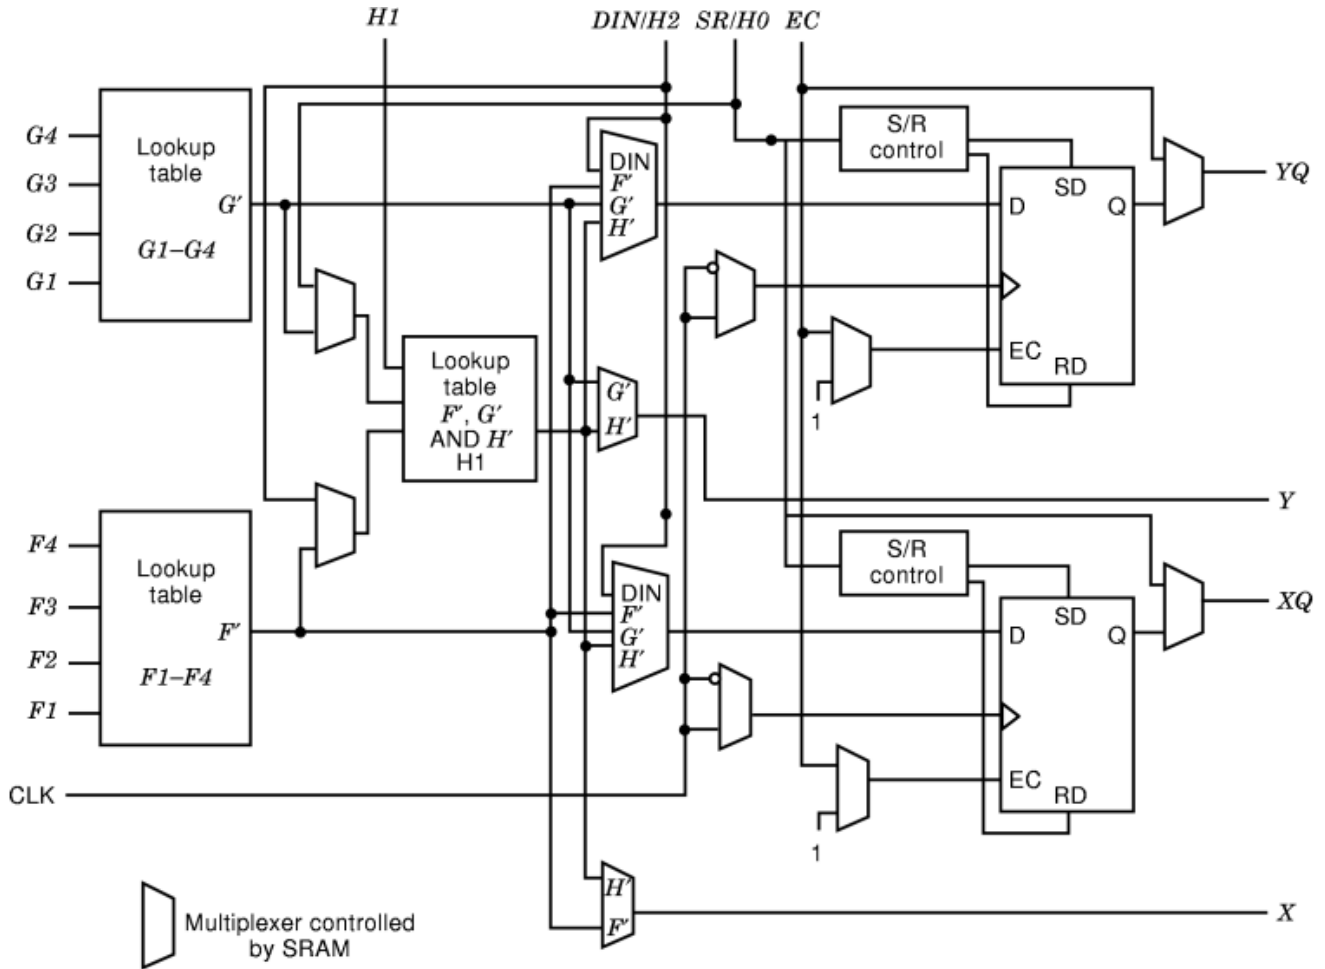 H1
DIN/H2
SR/H0
EC
G4
G3
G2
G1
Lookup
table
G′
G1–G4
DIN
F′
G′
H′
S/R
control
SD
D
Q
EC
RD
1
YQ
Lookup
table
F′, G′
AND H′
H1
G′
H′
Y
F4
F3
F2
F1
Lookup
table
F′
F1–F4
DIN
F′
G′
H′
S/R
control
SD
D
Q
EC
RD
1
XQ
CLK
H′
F′
X
Multiplexer controlled
by SRAM